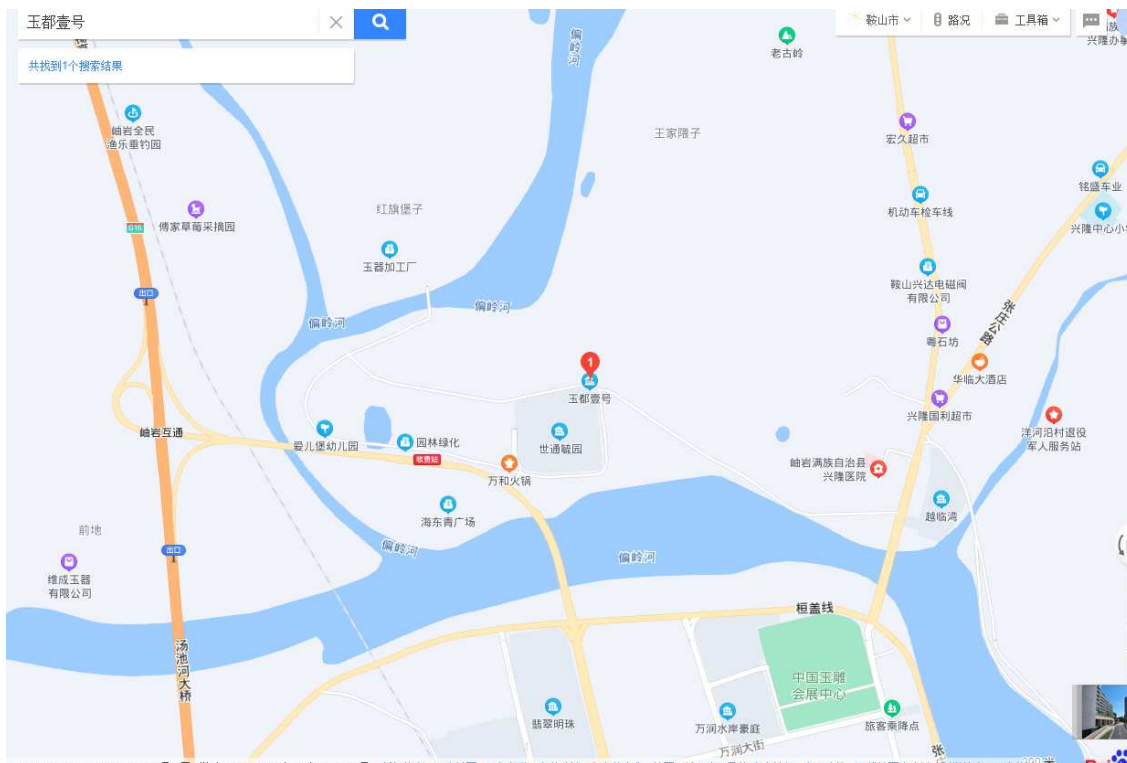 玉都壹号
鞍山市
路况
工具箱
共找到1个搜索结果
偏岭河
老古岭
兴隆办事
岫岩全民
渔乐垂钓园
王家隈子
宏久超市
铭盛车业
红旗堡子
傅家草莓采摘园
G16
机动车检车线
兴隆中心小学
玉器加工厂
鞍山兴达电磁阀
有限公司
出口
偏岭河
偏岭河
张庄公路
粤石坊
1
玉都壹号
华临大酒店
兴隆国利超市
岫岩互通
爱儿堡幼儿园
园林绿化
收费站
世通毓园
洋河沿村退役
军人服务站
万和火锅
岫岩满族自治县
兴隆医院
海东青广场
越临湾
前地
出口
偏岭河
偏岭河
维成玉器
有限公司
桓盖线
汤池河大桥
中国玉雕
会展中心
翡翠明珠
万润水岸豪庭
旅客乘降点
万润大街
张